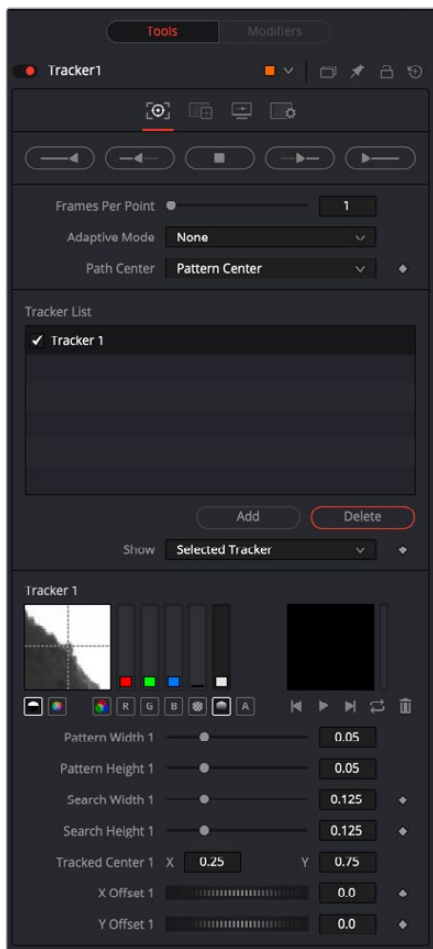 Tools Modifiers
Tracker1
Frames Per Point 1
Adaptive Mode None
Path Center Pattern Center
Tracker List
Tracker 1
Add Delete
Show Selected Tracker
Tracker 1
R G B A
Pattern Width 1 0.05
Pattern Height 1 0.05
Search Width 1 0.125
Search Height 1 0.125
Tracked Center 1 X 0.25 Y 0.75
X Offset 1 0.0
Y Offset 1 0.0